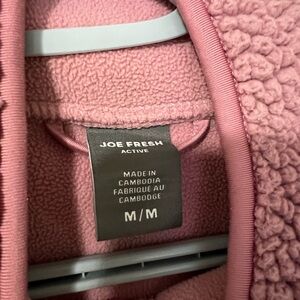 JOE FRESH
ACTIVE
MADE IN
CAMBODIA
FABRIQUÉ AU
CAMBODGE
M/M